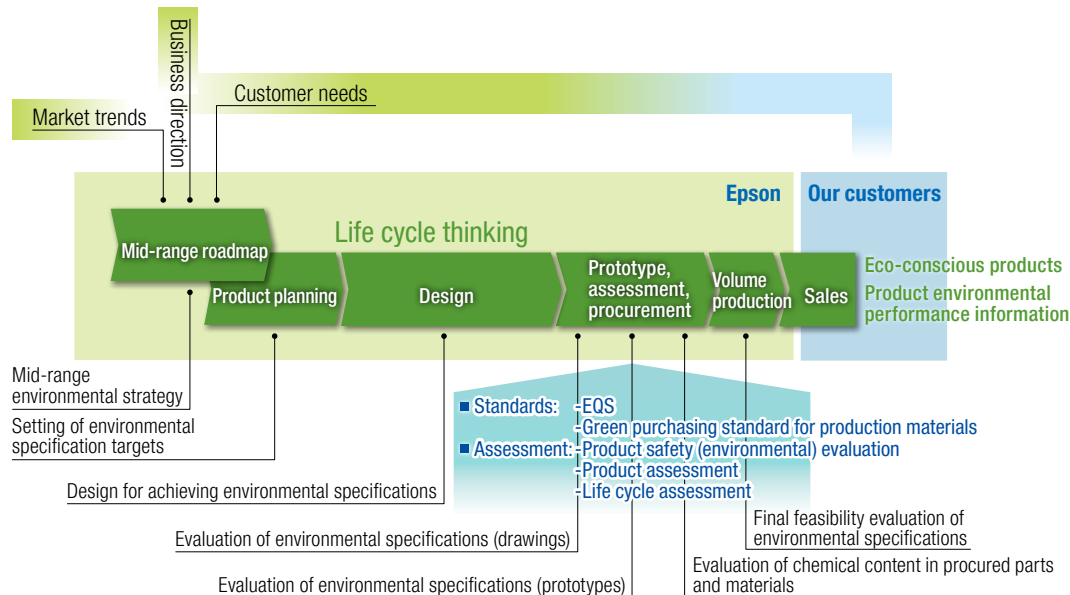 Business
direction
Customer needs
Market trends
Epson
Our customers
Life cycle thinking
Mid-range roadmap
Product planning
Design
Prototype,
assessment,
procurement
Volume
production
Sales
Eco-conscious products
Product environmental
performance information
Mid-range
environmental strategy
Setting of environmental
specification targets
Standards: -EQS
-Green purchasing standard for production materials
Assessment: -Product safety (environmental) evaluation
-Product assessment
-Life cycle assessment
Design for achieving environmental specifications
Evaluation of environmental specifications (drawings)
Final feasibility evaluation of
environmental specifications
Evaluation of environmental specifications (prototypes)
Evaluation of chemical content in procured parts
and materials